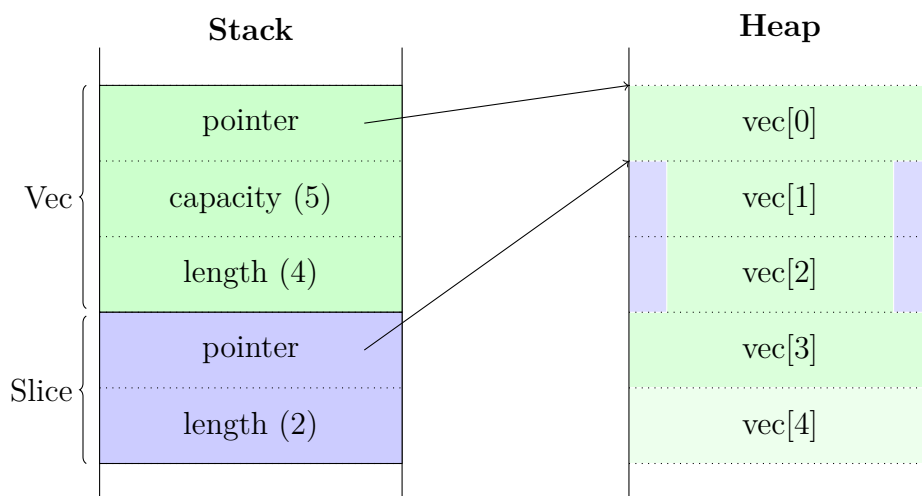 Stack
Heap
Vec
pointer
capacity (5)
length (4)
Slice
pointer
length (2)
vec[0]
vec[1]
vec[2]
vec[3]
vec[4]